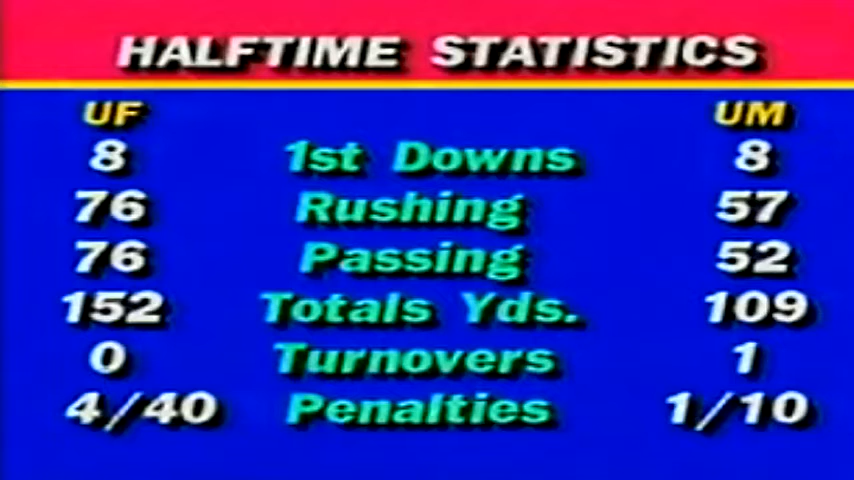 HALFTIME STATISTICS
UF UM
8 1st Downs 8
76 Rushing 57
76 Passing 52
152 Totals Yds. 109
0 Turnovers 1
4/40 Penalties 1/10